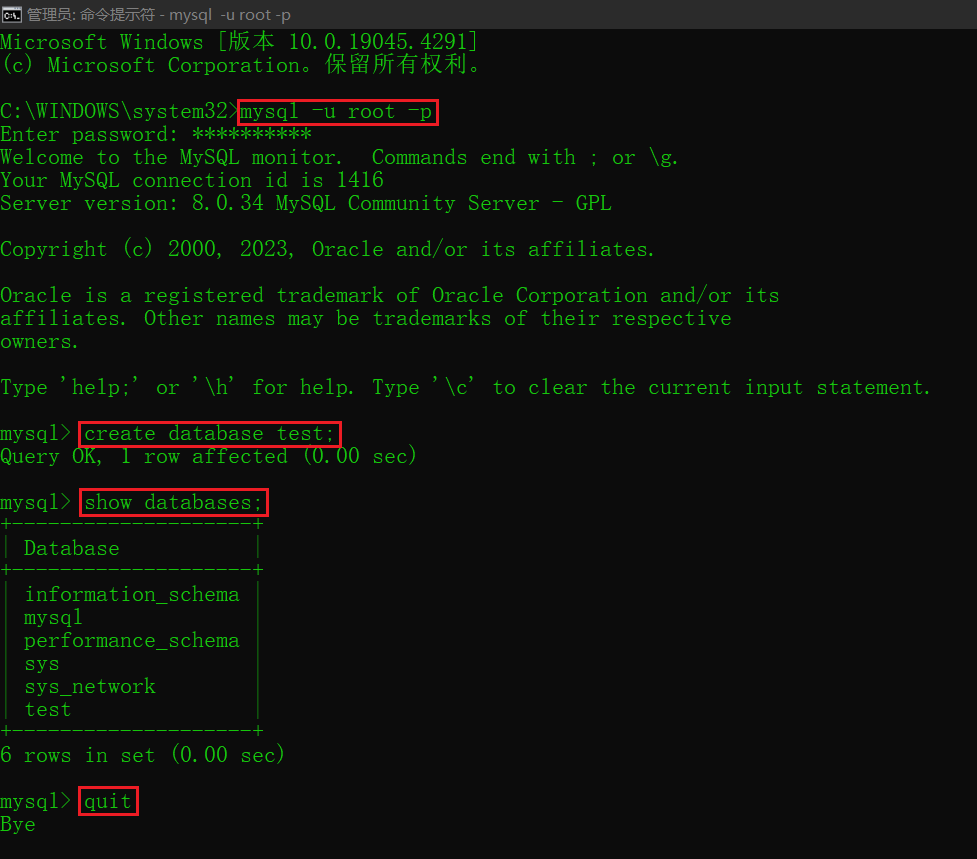 管理员: 命令提示符 - mysql  -u root -p
Microsoft Windows [版本 10.0.19045.4291]
(c) Microsoft Corporation。保留所有权利。
C:\WINDOWS\system32>mysql -u root -p
Enter password: **********
Welcome to the MySQL monitor.  Commands end with ; or \g.
Your MySQL connection id is 1416
Server version: 8.0.34 MySQL Community Server - GPL
Copyright (c) 2000, 2023, Oracle and/or its affiliates.
Oracle is a registered trademark of Oracle Corporation and/or its
affiliates. Other names may be trademarks of their respective
owners.
Type 'help;' or '\h' for help. Type '\c' to clear the current input statement.
mysql> create database test;
Query OK, 1 row affected (0.00 sec)
mysql> show databases;
+--------------------+
| Database           |
+--------------------+
| information_schema |
| mysql              |
| performance_schema |
| sys                |
| sys_network        |
| test               |
+--------------------+
6 rows in set (0.00 sec)
mysql> quit
Bye